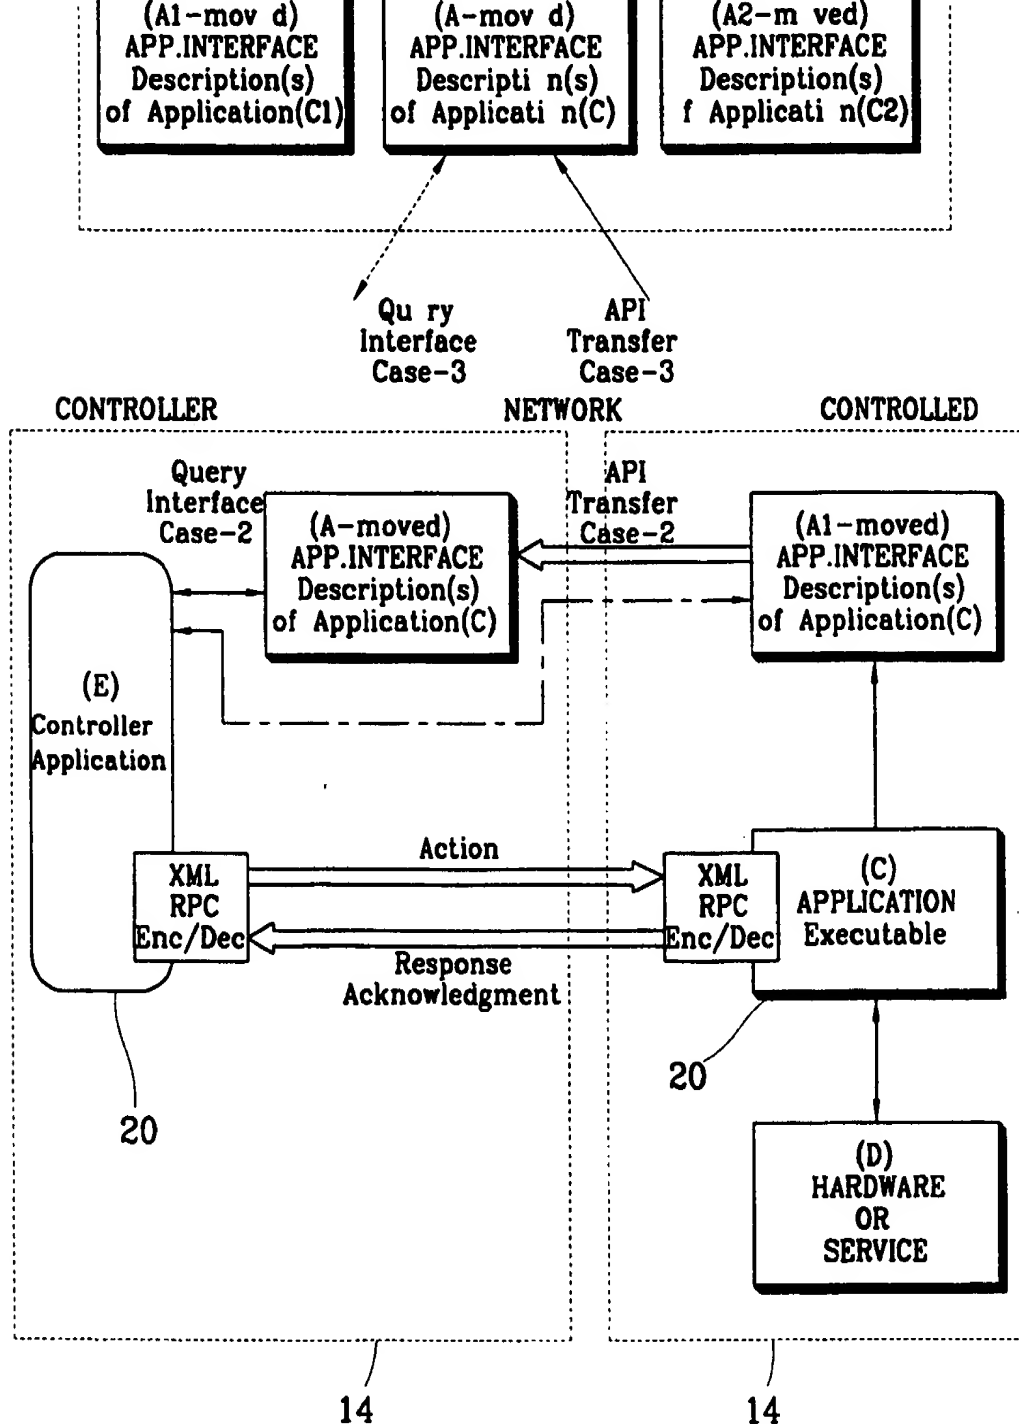 (A1-mov d)
APP.INTERFACE
Description(s)
of Application(C1)
(A-mov d)
APP.INTERFACE
Descripti n(s)
of Applicati n(C)
(A2-m ved)
APP.INTERFACE
Description(s)
f Applicati n(C2)
Qu ry
Interface
Case-3
API
Transfer
Case-3
CONTROLLER
NETWORK
CONTROLLED
Query
Interface
Case-2
(A-moved)
APP.INTERFACE
Description(s)
of Application(C)
API
Transfer
Case-2
(A1-moved)
APP.INTERFACE
Description(s)
of Application(C)
(E)
Controller
Application
XML
RPC
Enc/Dec
Action
Response
Acknowledgment
XML
RPC
Enc/Dec
(C)
APPLICATION
Executable
20
20
(D)
HARDWARE
OR
SERVICE
14
14